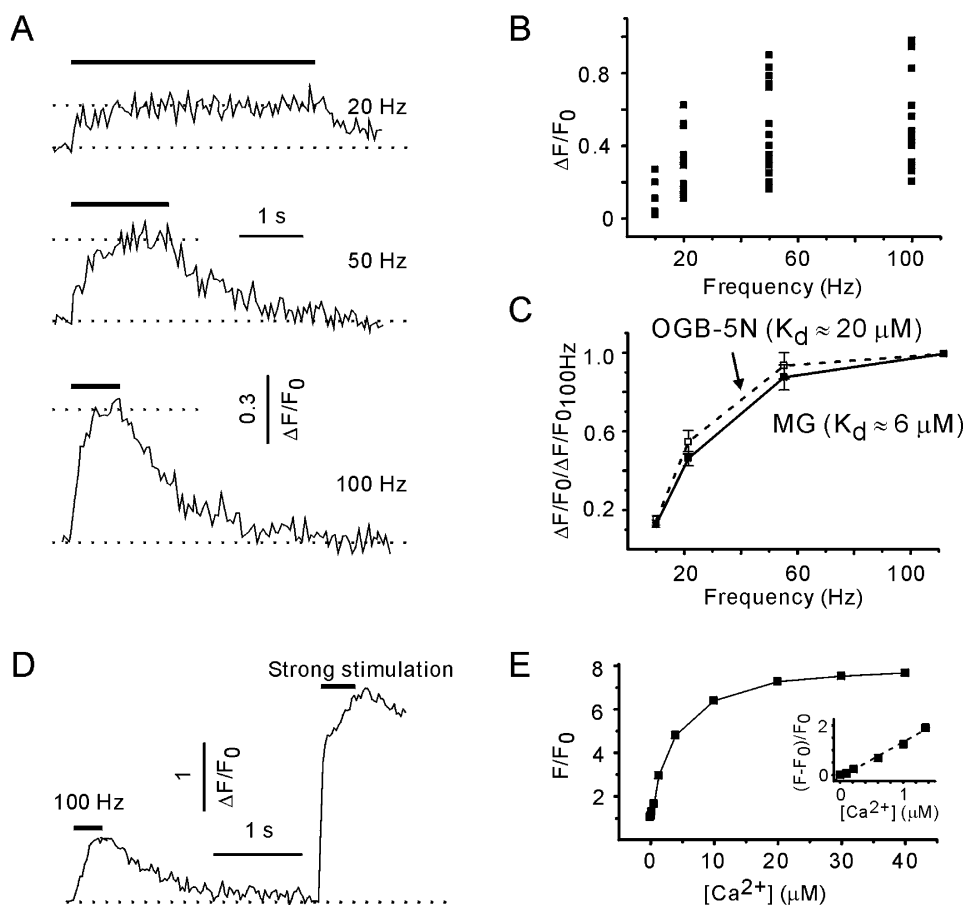 A
20 Hz
1 s
50 Hz
0.3
ΔF/F0
100 Hz
B
0.8
0.4
0
ΔF/F0
20 60 100
Frequency (Hz)
C
OGB-5N (Kd ≈ 20 μM)
MG (Kd ≈ 6 μM)
1.0
0.6
0.2
ΔF/F0/ΔF/F0100Hz
20 60 100
Frequency (Hz)
D
Strong stimulation
1
ΔF/F0
100 Hz
1 s
E
8
6
4
2
F/F0
0 10 20 30 40
[Ca2+] (μM)
2
0
(F-F0)/F0
0 1
[Ca2+] (μM)